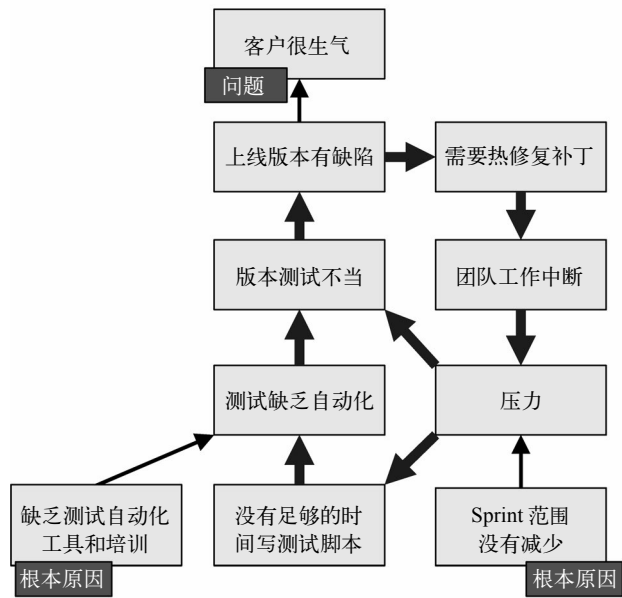 客户很生气
问题
上线版本有缺陷
需要热修复补丁
版本测试不当
团队工作中断
测试缺乏自动化
压力
缺乏测试自动化
工具和培训
根本原因
没有足够的时
间写测试脚本
Sprint 范围
没有减少
根本原因